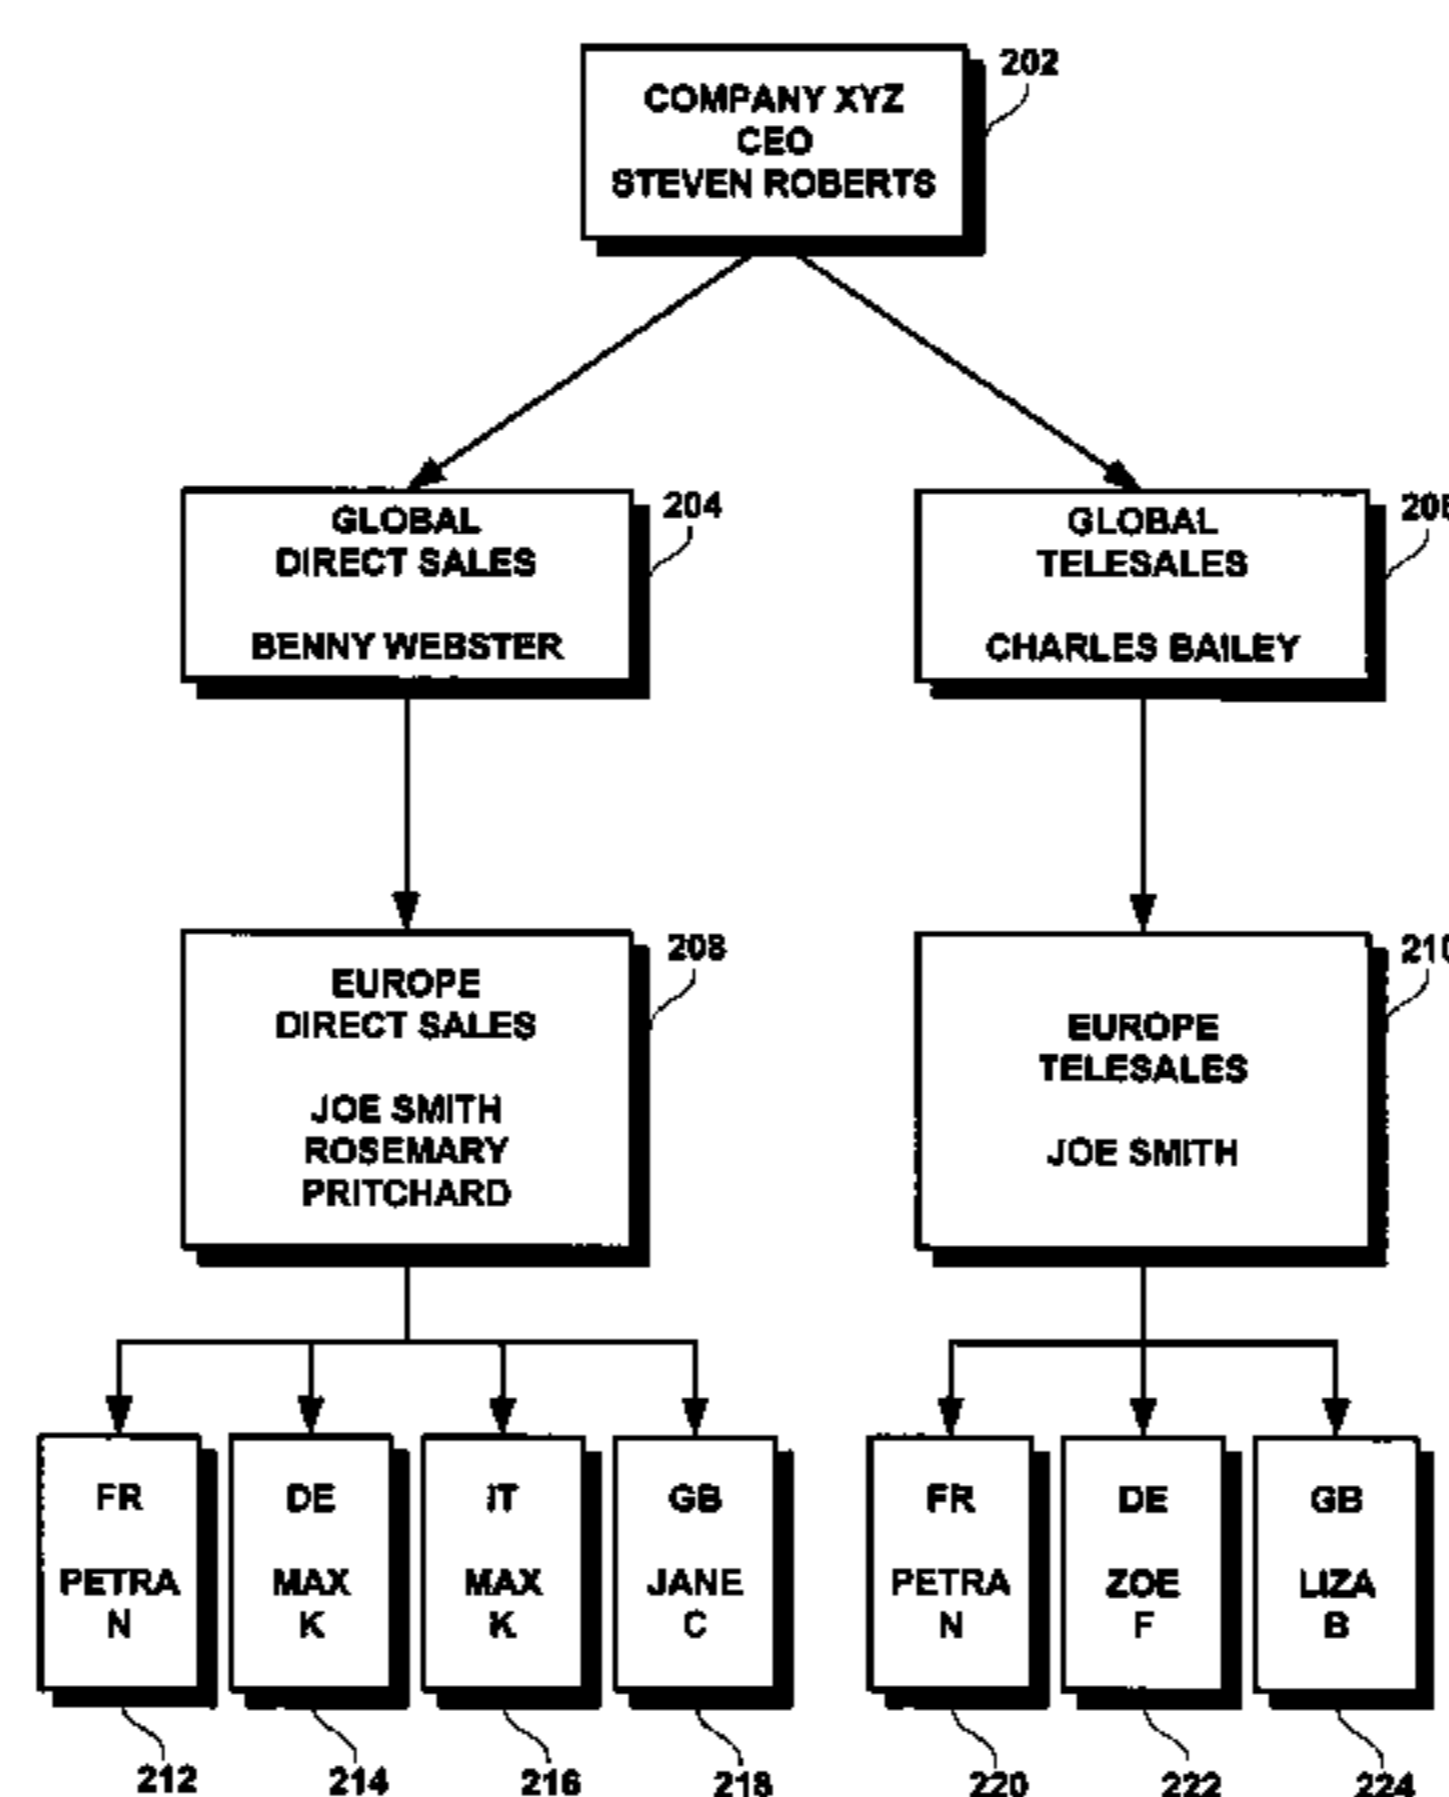 COMPANY XYZ
CEO
STEVEN ROBERTS
202
GLOBAL
DIRECT SALES
BENNY WEBSTER
204
GLOBAL
TELESALES
CHARLES BAILEY
EUROPE
DIRECT SALES
JOE SMITH
ROSEMARY
PRITCHARD
208
EUROPE
TELESALES
JOE SMITH
210
FR
PETRA
N
212
DE
MAX
K
214
IT
MAX
K
216
GB
JANE
C
218
FR
PETRA
N
220
DE
ZOE
F
222
GB
LIZA
B
224